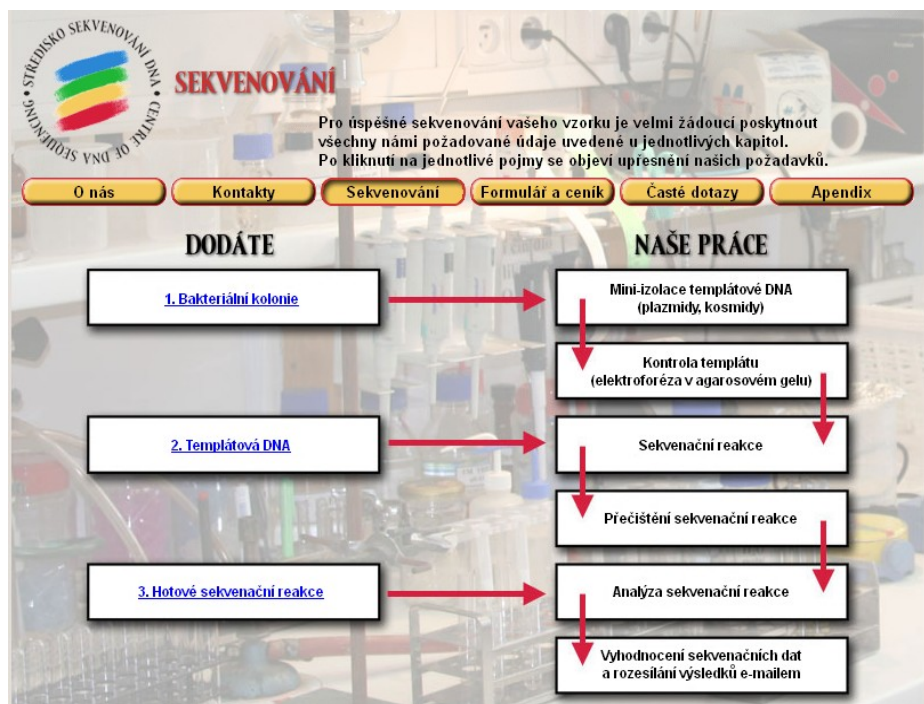 STŘEDISKO SEKVENOVÁNÍ DNA • CENTRE OF DNA SEQUENCING •
SEKVENOVÁNÍ
Pro úspěšné sekvenování vašeho vzorku je velmi žádoucí poskytnout
všechny námi požadované údaje uvedené u jednotlivých kapitol.
Po kliknutí na jednotlivé pojmy se objeví upřesnění našich požadavků.
O nás Kontakty Sekvenování Formulář a ceník Časté dotazy Apendix
DODÁTE NAŠE PRÁCE
1. Bakteriální kolonie
Mini-izolace templátové DNA
(plazmidy, kosmidy)
Kontrola templátu
(elektroforéza v agarosovém gelu)
2. Templátová DNA
Sekvenační reakce
Přečištění sekvenační reakce
3. Hotové sekvenační reakce
Analýza sekvenační reakce
Vyhodnocení sekvenačních dat
a rozesílání výsledků e-mailem